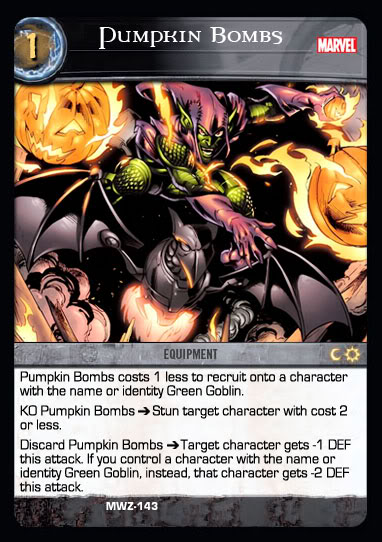 1
Pumpkin Bombs
MARVEL
EQUIPMENT
Pumpkin Bombs costs 1 less to recruit onto a character
with the name or identity Green Goblin.
KO Pumpkin Bombs ➔ Stun target character with cost 2
or less.
Discard Pumpkin Bombs ➔ Target character gets -1 DEF
this attack. If you control a character with the name or
identity Green Goblin, instead, that character gets -2 DEF
this attack.
MWZ-143